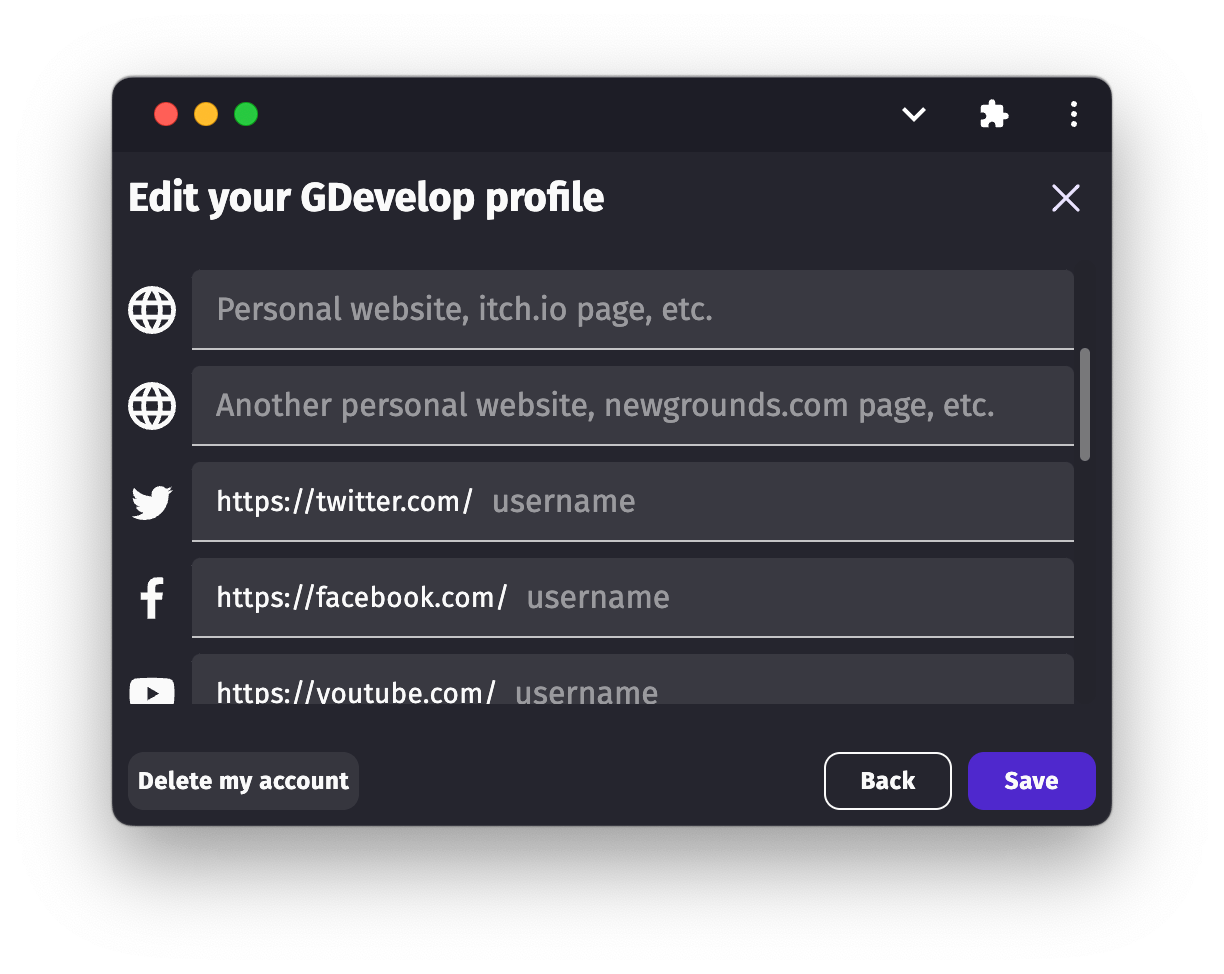 Edit your GDevelop profile
Personal website, itch.io page, etc.
Another personal website, newgrounds.com page, etc.
https://twitter.com/ username
https://facebook.com/ username
https://youtube.com/ username
Delete my account
Back
Save